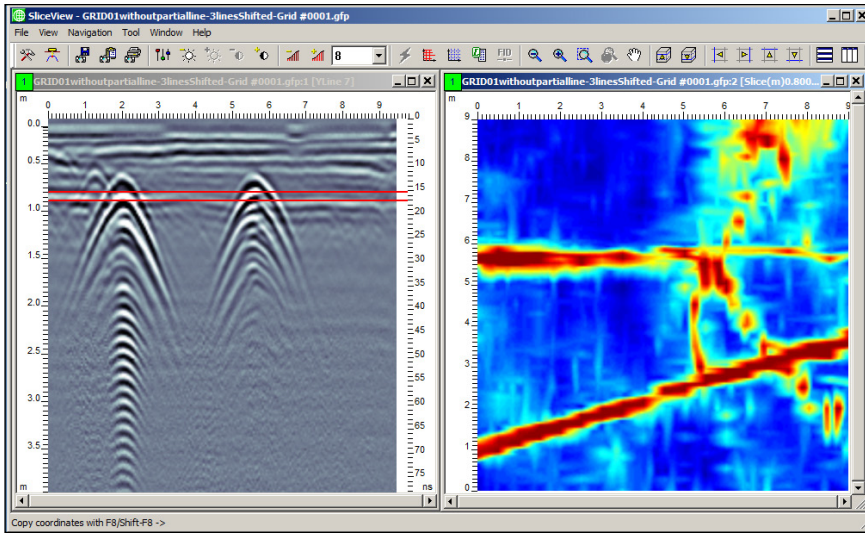 SliceView - GRID01withoutpartialline-3linesShifted-Grid #0001.gfp
File View Navigation Tool Window Help
8 FID
1 GRID01withoutpartialline-3linesShifted-Grid #0001.gfp:1 [YLine 7]
m 0 1 2 3 4 5 6 7 8 9 0
0.0
0.5
1.0
1.5
2.0
2.5
3.0
3.5
m
5
10
15
20
25
30
35
40
45
50
55
60
65
70
75
ns
1 GRID01withoutpartialline-3linesShifted-Grid #0001.gfp:2 [Slice(m)0.800...
m 0 1 2 3 4 5 6 7 8 9
9
8
7
6
5
4
3
2
1
m 0
Copy coordinates with F8/Shift-F8 ->